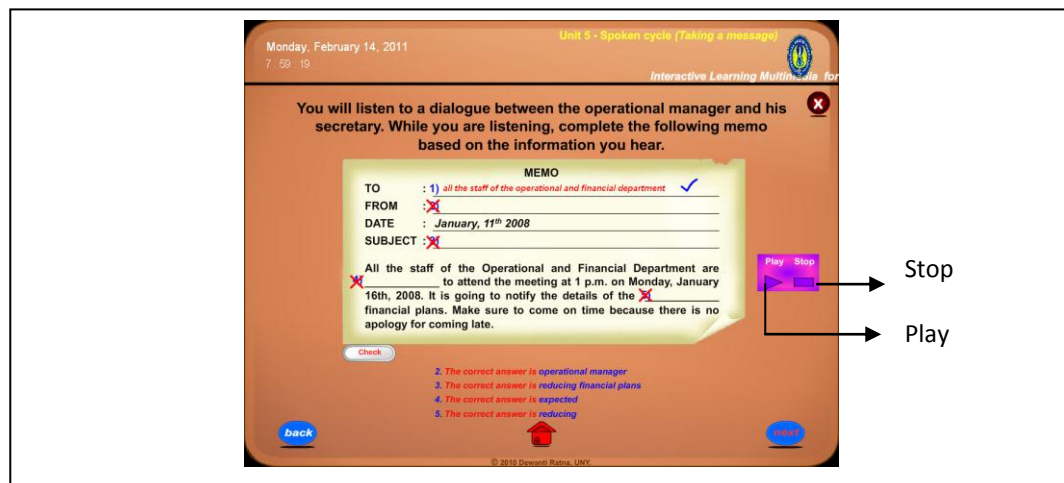 Monday, February 14, 2011
7 : 59 19
Unit 5 - Spoken cycle (Taking a message)
Interactive Learning Multimedia for
X
You will listen to a dialogue between the operational manager and his
secretary. While you are listening, complete the following memo
based on the information you hear.
MEMO
TO : 1) all the staff of the operational and financial department
FROM :
DATE : January, 11th 2008
SUBJECT :
All the staff of the Operational and Financial Department are
____________ to attend the meeting at 1 p.m. on Monday, January
16th, 2008. It is going to notify the details of the ____________
financial plans. Make sure to come on time because there is no
apology for coming late.
Play Stop
Stop
Play
Check
2. The correct answer is operational manager
3. The correct answer is reducing financial plans
4. The correct answer is expected
5. The correct answer is reducing
back
next
© 2010 Dewanti Ratna, UNY.